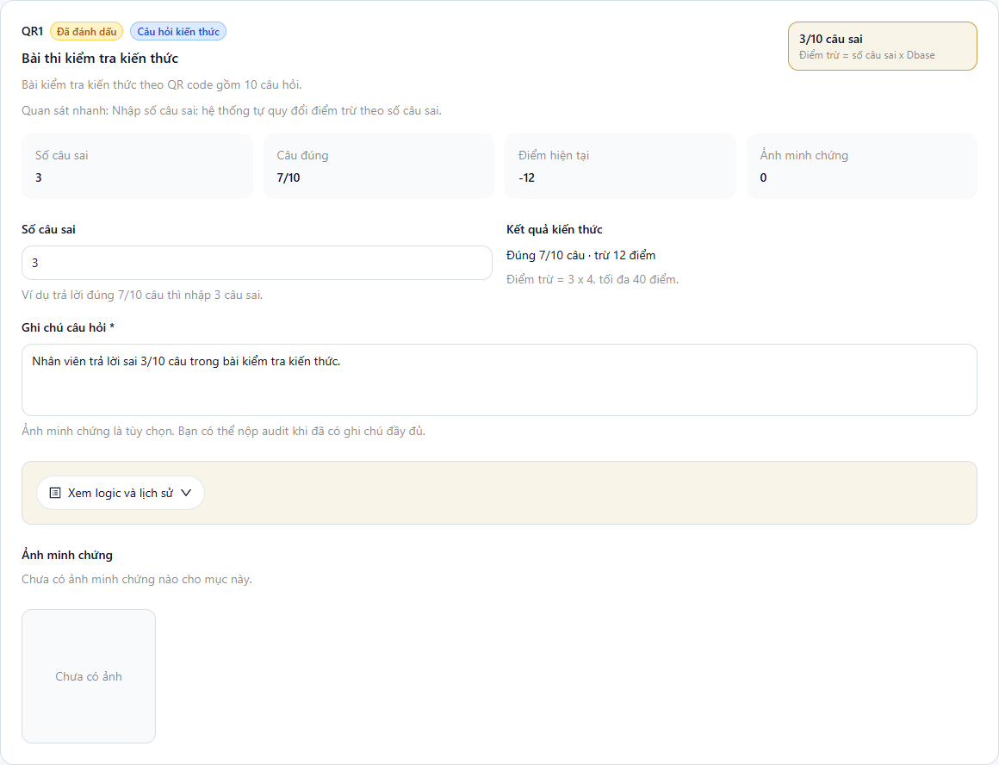 QR1 Đã đánh dấu Câu hỏi kiến thức
Bài thi kiểm tra kiến thức
Bài kiểm tra kiến thức theo QR code gồm 10 câu hỏi.
Quan sát nhanh: Nhập số câu sai; hệ thống tự quy đổi điểm trừ theo số câu sai.
3/10 câu sai
Điểm trừ = số câu sai x Dbase
Số câu sai
3
Câu đúng
7/10
Điểm hiện tại
-12
Ảnh minh chứng
0
Số câu sai
3
Ví dụ trả lời đúng 7/10 câu thì nhập 3 câu sai.
Kết quả kiến thức
Đúng 7/10 câu · trừ 12 điểm
Điểm trừ = 3 x 4, tối đa 40 điểm.
Ghi chú câu hỏi *
Nhân viên trả lời sai 3/10 câu trong bài kiểm tra kiến thức.
Ảnh minh chứng là tùy chọn. Bạn có thể nộp audit khi đã có ghi chú đầy đủ.
Xem logic và lịch sử
Ảnh minh chứng
Chưa có ảnh minh chứng nào cho mục này.
Chưa có ảnh